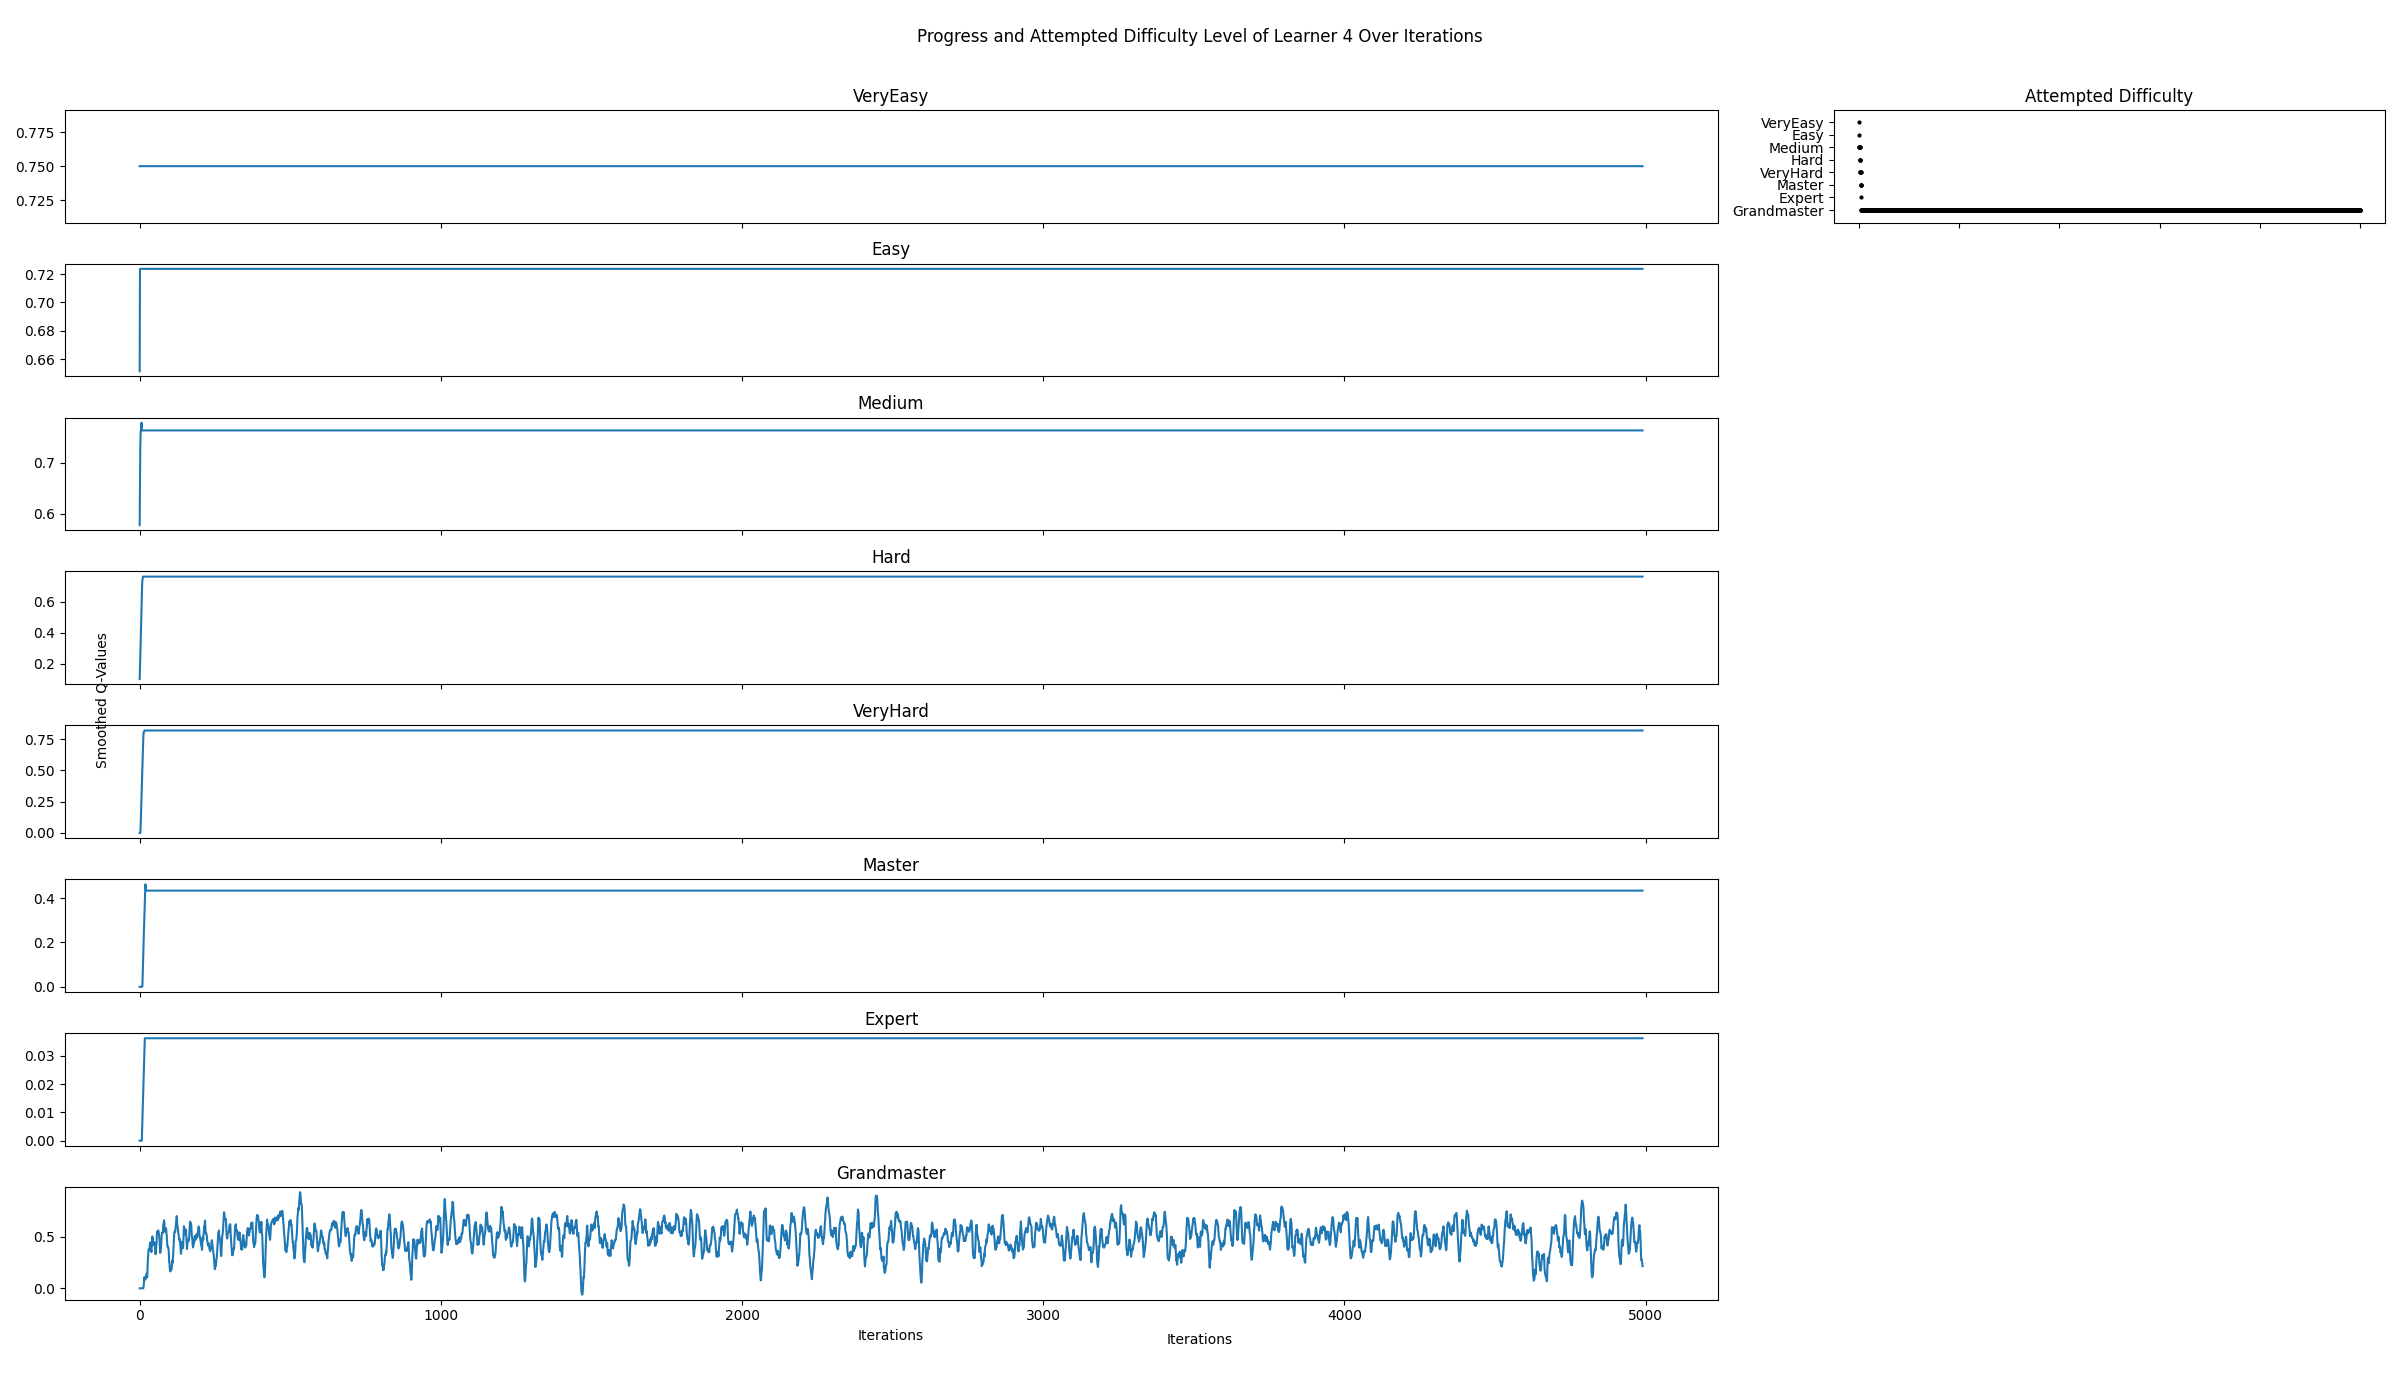 Progress and Attempted Difficulty Level of Learner 4 Over Iterations
VeryEasy
0.775
0.750
0.725
Attempted Difficulty
VeryEasy
Easy
Medium
Hard
VeryHard
Master
Expert
Grandmaster
Easy
0.72
0.70
0.68
0.66
Medium
0.7
0.6
Hard
0.6
0.4
0.2
Smoothed Q-Values
VeryHard
0.75
0.50
0.25
0.00
Master
0.4
0.2
0.0
Expert
0.03
0.02
0.01
0.00
Grandmaster
0.5
0.0
0 1000 2000 3000 4000 5000
Iterations
Iterations